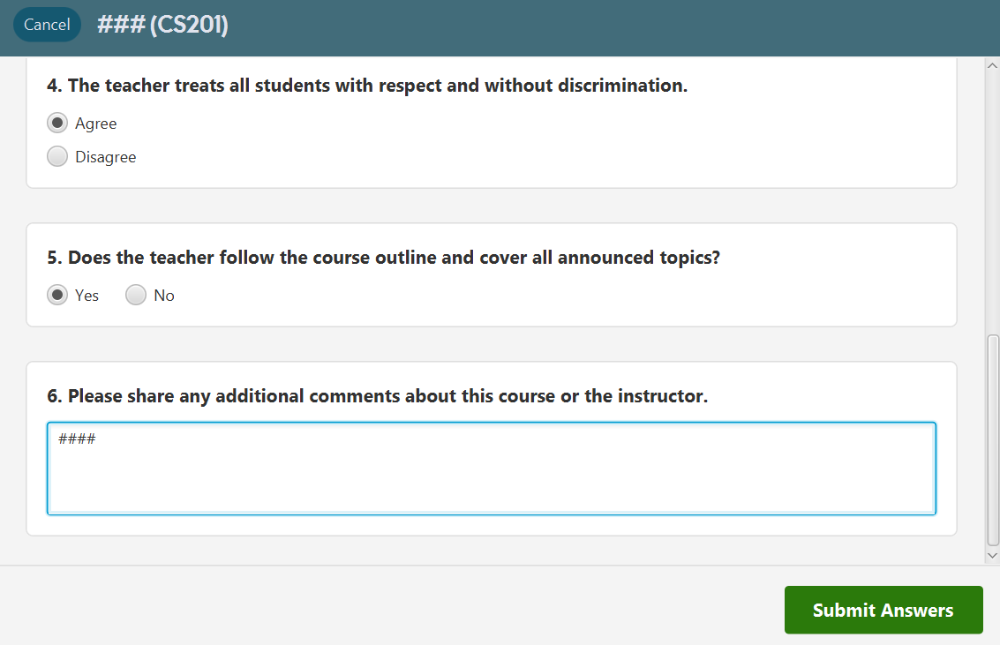 Cancel
### (CS201)
4. The teacher treats all students with respect and without discrimination.
Agree
Disagree
5. Does the teacher follow the course outline and cover all announced topics?
Yes No
6. Please share any additional comments about this course or the instructor.
####
Submit Answers